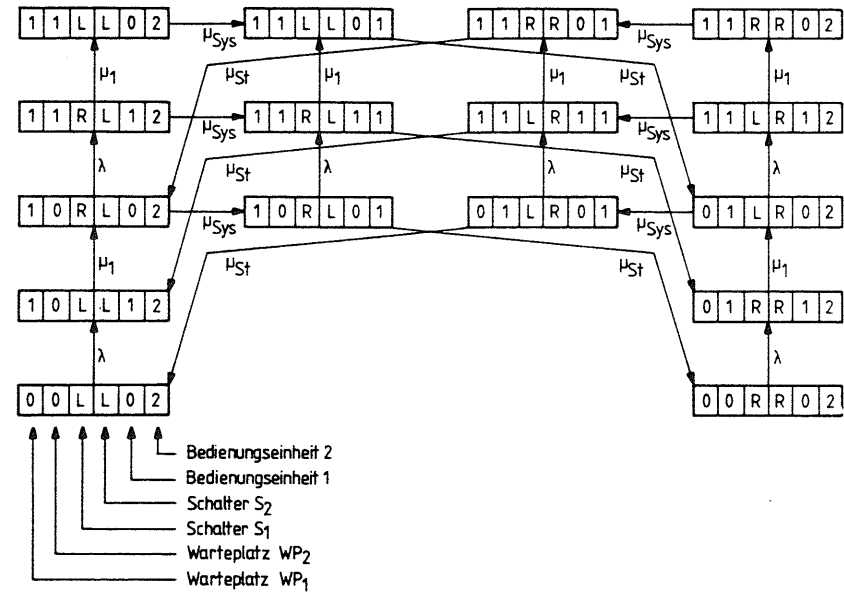 1 1 L L 0 2 μSys 1 1 L L 0 1 1 1 R R 0 1 μSys 1 1 R R 0 2
μ1 μSt μ1 μ1 μSt μ1
1 1 R L 1 2 μSys 1 1 R L 1 1 1 1 L R 1 1 μSys 1 1 L R 1 2
λ μSt λ λ μSt λ
1 0 R L 0 2 μSys 1 0 R L 0 1 0 1 L R 0 1 μSys 0 1 L R 0 2
μ1 μSt μSt μ1
1 0 L L 1 2 0 1 R R 1 2
λ λ
0 0 L L 0 2 0 0 R R 0 2
Bedienungseinheit 2
Bedienungseinheit 1
Schalter S2
Schalter S1
Warteplatz WP2
Warteplatz WP1